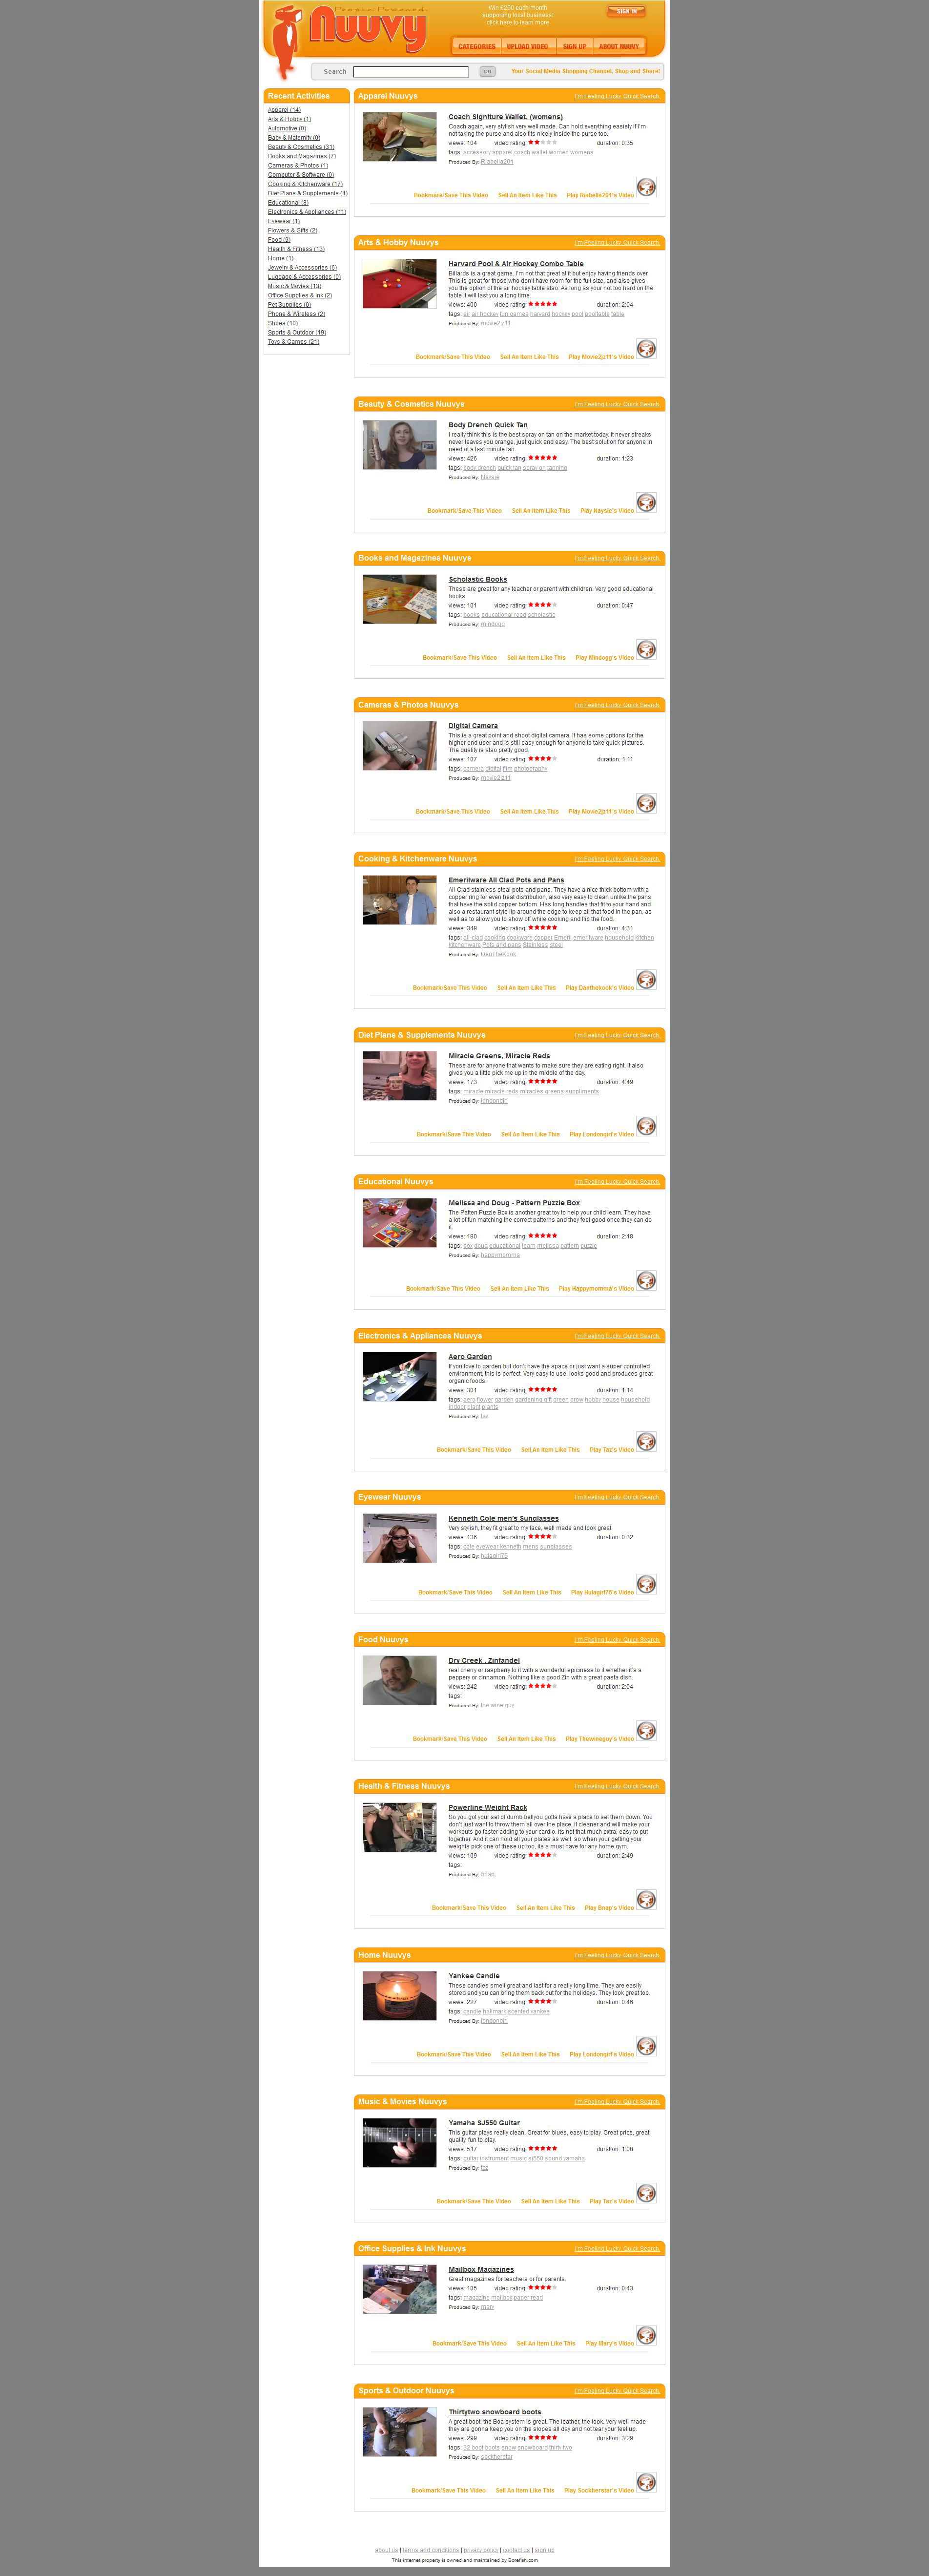 People Powered
Nuuvy
Win £250 each month
supporting local business!
click here to learn more
SIGN IN
CATEGORIES UPLOAD VIDEO SIGN UP ABOUT NUUVY
Search GO Your Social Media Shopping Channel, Shop and Share!
Recent Activities
Apparel (14)
Arts & Hobby (1)
Automotive (0)
Baby & Maternity (0)
Beauty & Cosmetics (31)
Books and Magazines (7)
Cameras & Photos (1)
Computer & Software (0)
Cooking & Kitchenware (17)
Diet Plans & Supplements (1)
Educational (8)
Electronics & Appliances (11)
Eyewear (1)
Flowers & Gifts (2)
Food (9)
Health & Fitness (13)
Home (1)
Jewelry & Accessories (6)
Luggage & Accessories (0)
Music & Movies (13)
Office Supplies & Ink (2)
Pet Supplies (0)
Phone & Wireless (2)
Shoes (10)
Sports & Outdoor (19)
Toys & Games (21)
Apparel Nuuvys I'm Feeling Lucky, Quick Search.
Coach Signiture Wallet, (womens)
Coach again, very stylish very well made. Can hold everything easiely if I'm
not taking the purse and also fits nicely inside the purse too.
views: 104 video rating: duration: 0:35
tags: accessory apparel coach wallet women womens
Produced By: Riabella201
Bookmark/Save This Video Sell An Item Like This Play Riabella201's Video
Arts & Hobby Nuuvys I'm Feeling Lucky, Quick Search.
Harvard Pool & Air Hockey Combo Table
Billards is a great game. I'm not that great at it but enjoy having friends over.
This is great for those who don't have room for the full size, and also gives
you the option of the air hockey table also. As long as your not too hard on the
table it will last you a long time.
views: 400 video rating: duration: 2:04
tags: air air hockey fun games harvard hockey pool pooltable table
Produced By: movie2jz11
Bookmark/Save This Video Sell An Item Like This Play Movie2jz11's Video
Beauty & Cosmetics Nuuvys I'm Feeling Lucky, Quick Search.
Body Drench Quick Tan
I really think this is the best spray on tan on the market today. It never streaks,
never leaves you orange, just quick and easy. The best solution for anyone in
need of a last minute tan.
views: 426 video rating: duration: 1:23
tags: body drench quick tan spray on tanning
Produced By: Naysie
Bookmark/Save This Video Sell An Item Like This Play Naysie's Video
Books and Magazines Nuuvys I'm Feeling Lucky, Quick Search.
Scholastic Books
These are great for any teacher or parent with children. Very good educational
books
views: 101 video rating: duration: 0:47
tags: books educational read scholastic
Produced By: mindogg
Bookmark/Save This Video Sell An Item Like This Play Mindogg's Video
Cameras & Photos Nuuvys I'm Feeling Lucky, Quick Search.
Digital Camera
This is a great point and shoot digital camera. It has some options for the
higher end user and is still easy enough for anyone to take quick pictures.
The quality is also pretty good.
views: 107 video rating: duration: 1:11
tags: camera digital film photography
Produced By: movie2jz11
Bookmark/Save This Video Sell An Item Like This Play Movie2jz11's Video
Cooking & Kitchenware Nuuvys I'm Feeling Lucky, Quick Search.
Emerilware All Clad Pots and Pans
All-Clad stainless steal pots and pans. They have a nice thick bottom with a
copper ring for even heat distribution, also very easy to clean unlike the pans
that have the solid copper bottom. Has long handles that fit to your hand and
also a restaurant style lip around the edge to keep all that food in the pan, as
well as to allow you to show off while cooking and flip the food.
views: 349 video rating: duration: 4:31
tags: all-clad cooking cookware copper Emeril emerilware household kitchen
kitchenware Pots and pans Stainless steel
Produced By: DanTheKook
Bookmark/Save This Video Sell An Item Like This Play Danthekook's Video
Diet Plans & Supplements Nuuvys I'm Feeling Lucky, Quick Search.
Miracle Greens, Miracle Reds
These are for anyone that wants to make sure they are eating right. It also
gives you a little pick me up in the middle of the day.
views: 173 video rating: duration: 4:49
tags: miracle miracle reds miracles greens suppliments
Produced By: londongirl
Bookmark/Save This Video Sell An Item Like This Play Londongirl's Video
Educational Nuuvys I'm Feeling Lucky, Quick Search.
Melissa and Doug - Pattern Puzzle Box
The Patten Puzzle Box is another great toy to help your child learn. They have
a lot of fun matching the correct patterns and they feel good once they can do
it.
views: 180 video rating: duration: 2:18
tags: box doug educational learn melissa pattern puzzle
Produced By: happymomma
Bookmark/Save This Video Sell An Item Like This Play Happymomma's Video
Electronics & Appliances Nuuvys I'm Feeling Lucky, Quick Search.
Aero Garden
If you love to garden but don't have the space or just want a super controlled
environment, this is perfect. Very easy to use, looks good and produces great
organic foods.
views: 301 video rating: duration: 1:14
tags: aero flower garden gardening gift green grow hobby house household
indoor plant plants
Produced By: taz
Bookmark/Save This Video Sell An Item Like This Play Taz's Video
Eyewear Nuuvys I'm Feeling Lucky, Quick Search.
Kenneth Cole men's Sunglasses
Very stylish, they fit great to my face, well made and look great
views: 136 video rating: duration: 0:32
tags: cole eyewear kenneth mens sunglasses
Produced By: hulagirl75
Bookmark/Save This Video Sell An Item Like This Play Hulagirl75's Video
Food Nuuvys I'm Feeling Lucky, Quick Search.
Dry Creek , Zinfandel
real cherry or raspberry to it with a wonderful spiciness to it whether it's a
peppery or cinnamon. Nothing like a good Zin with a great pasta dish.
views: 242 video rating: duration: 2:04
tags:
Produced By: the wine guy
Bookmark/Save This Video Sell An Item Like This Play Thewineguy's Video
Health & Fitness Nuuvys I'm Feeling Lucky, Quick Search.
Powerline Weight Rack
So you got your set of dumb bellyou gotta have a place to set them down. You
don't just want to throw them all over the place. It cleaner and will make your
workouts go faster adding to your cardio. Its not that much extra, easy to put
together. And it can hold all your plates as well, so when your getting your
weights pick one of these up too, its a must have for any home gym.
views: 109 video rating: duration: 2:49
tags:
Produced By: Snap
Bookmark/Save This Video Sell An Item Like This Play Bnap's Video
Home Nuuvys I'm Feeling Lucky, Quick Search.
Yankee Candle
These candles smell great and last for a really long time. They are easily
stored and you can bring them back out for the holidays. They look great too.
views: 227 video rating: duration: 0:46
tags: candle hallmark scented yankee
Produced By: londongirl
Bookmark/Save This Video Sell An Item Like This Play Londongirl's Video
Music & Movies Nuuvys I'm Feeling Lucky, Quick Search.
Yamaha SJ550 Guitar
This guitar plays really clean. Great for blues, easy to play. Great price, great
quality, fun to play.
views: 517 video rating: duration: 1:08
tags: guitar instrument music sj550 sound yamaha
Produced By: taz
Bookmark/Save This Video Sell An Item Like This Play Taz's Video
Office Supplies & Ink Nuuvys I'm Feeling Lucky, Quick Search.
Mailbox Magazines
Great magazines for teachers or for parents.
views: 105 video rating: duration: 0:43
tags: magazine mailbox paper read
Produced By: mary
Bookmark/Save This Video Sell An Item Like This Play Mary's Video
Sports & Outdoor Nuuvys I'm Feeling Lucky, Quick Search.
Thirtytwo snowboard boots
A great boot, the Boa system is great. The leather, the look. Very well made
they are gonna keep you on the slopes all day and not tear your feet up.
views: 299 video rating: duration: 3:29
tags: 32 boot boots snow snowboard thirty two
Produced By: sockherstar
Bookmark/Save This Video Sell An Item Like This Play Sockherstar's Video
about us | terms and conditions | privacy policy | contact us | sign up
This internet property is owned and maintained by Borefish.com